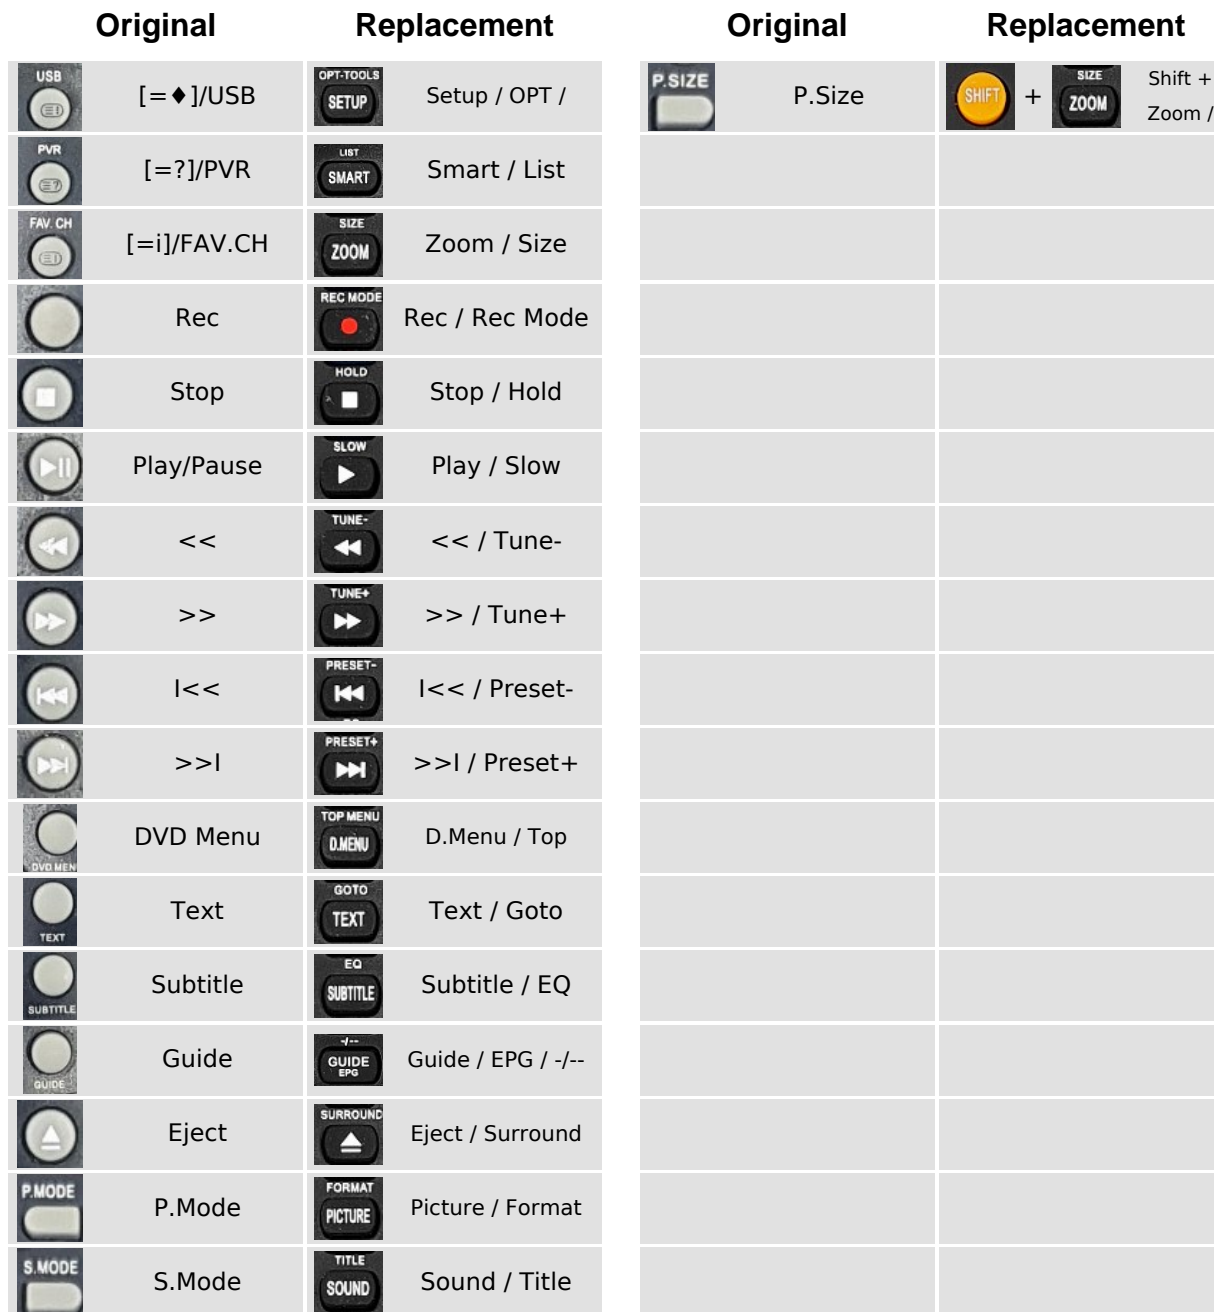 Original Replacement Original Replacement
USB [=♦]/USB OPT-TOOLS SETUP Setup / OPT / P.SIZE P.Size SHIFT + SIZE ZOOM Shift +
Zoom /
PVR [=?]/PVR LIST SMART Smart / List
FAV. CH [=i]/FAV.CH SIZE ZOOM Zoom / Size
Rec REC MODE Rec / Rec Mode
Stop HOLD Stop / Hold
Play/Pause SLOW Play / Slow
<< TUNE- << / Tune-
>> TUNE+ >> / Tune+
I<< PRESET- I<< / Preset-
>>I PRESET+ >>I / Preset+
DVD MEN DVD Menu TOP MENU D.MENU D.Menu / Top
TEXT Text GOTO TEXT Text / Goto
SUBTITLE Subtitle EQ SUBTITLE Subtitle / EQ
GUIDE Guide -/-- GUIDE EPG Guide / EPG / -/--
Eject SURROUND Eject / Surround
P.MODE P.Mode FORMAT PICTURE Picture / Format
S.MODE S.Mode TITLE SOUND Sound / Title